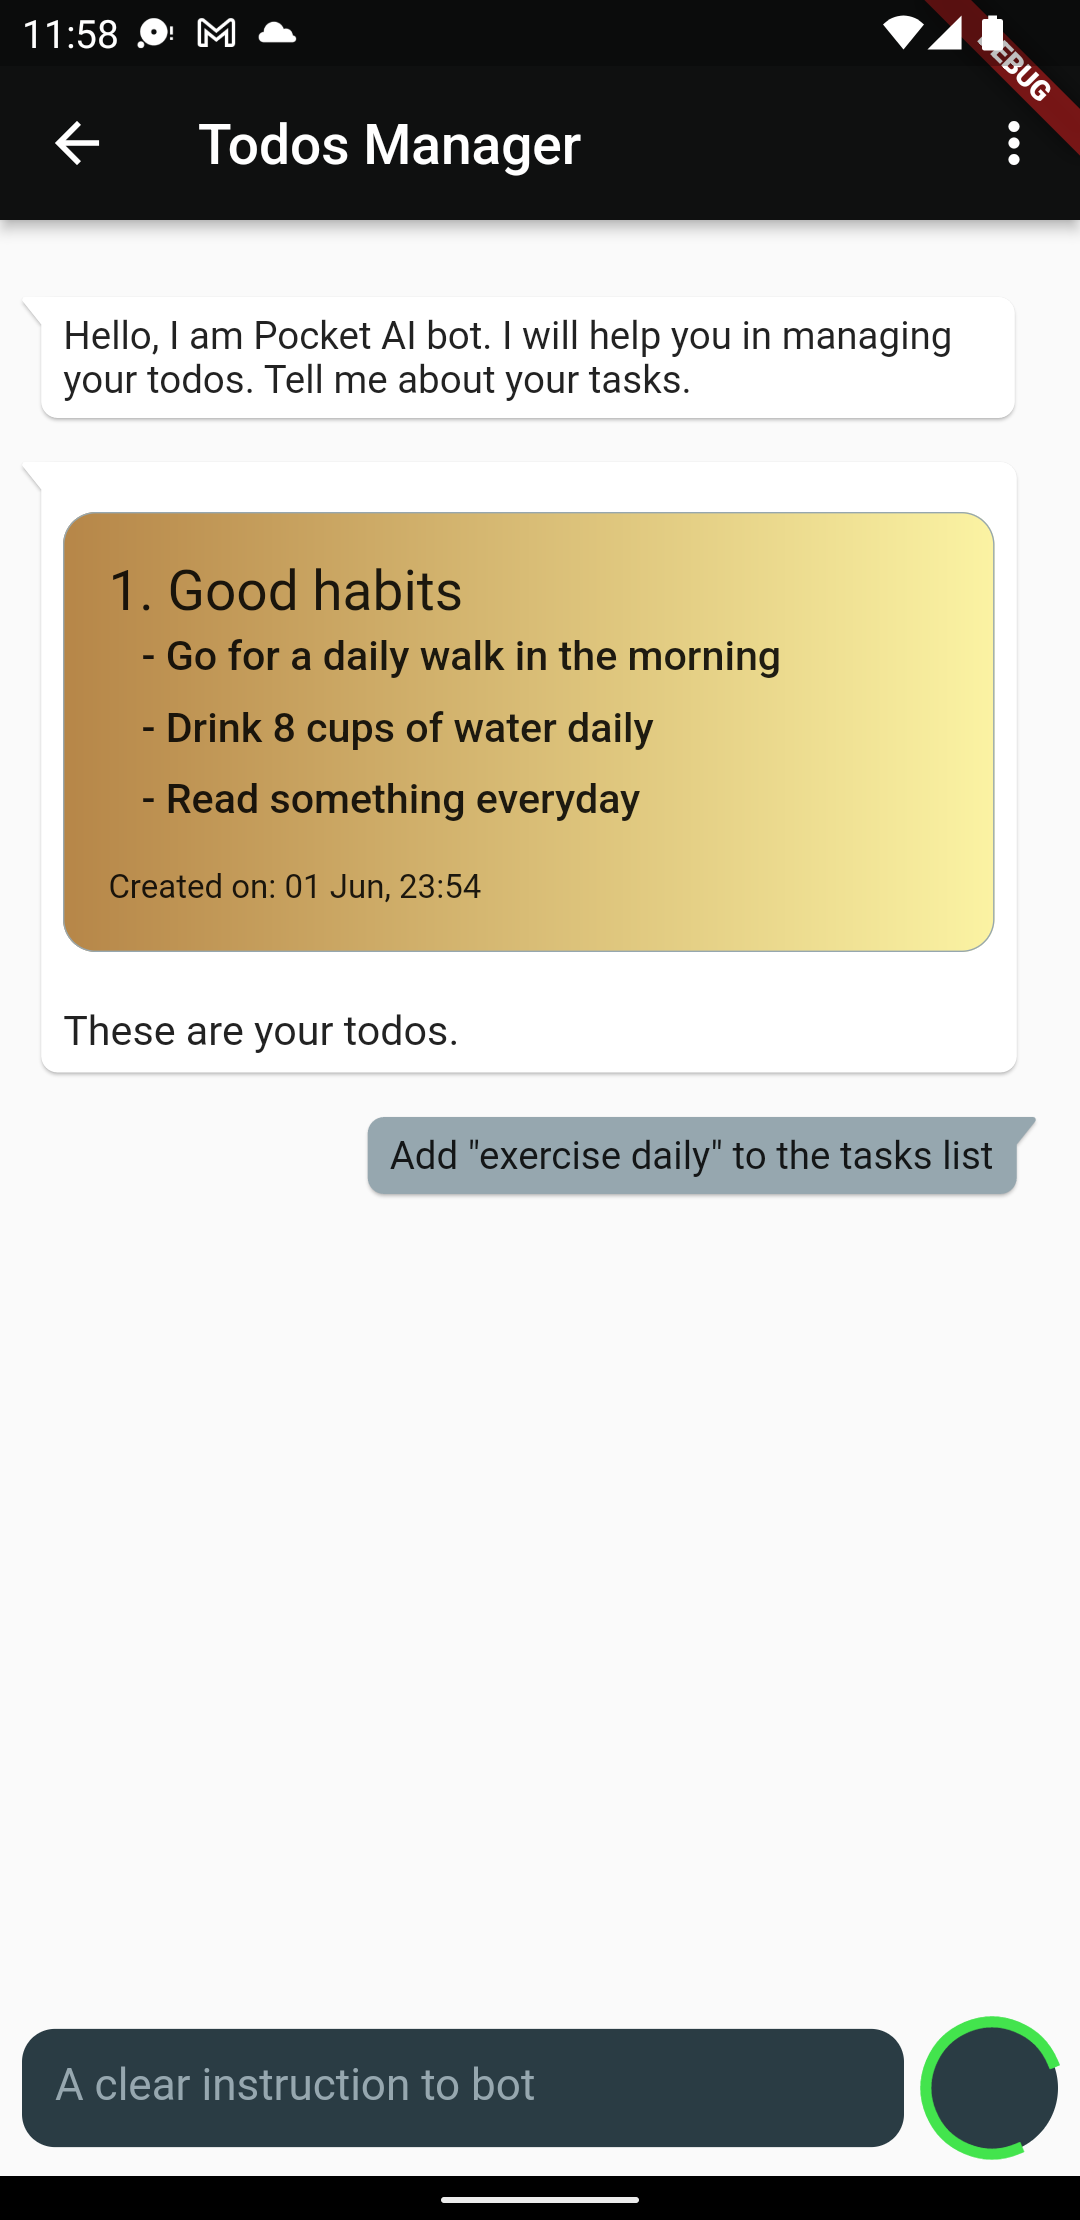 11:58
DEBUG
Todos Manager
Hello, I am Pocket AI bot. I will help you in managing
your todos. Tell me about your tasks.
1. Good habits
- Go for a daily walk in the morning
- Drink 8 cups of water daily
- Read something everyday
Created on: 01 Jun, 23:54
These are your todos.
Add "exercise daily" to the tasks list
A clear instruction to bot